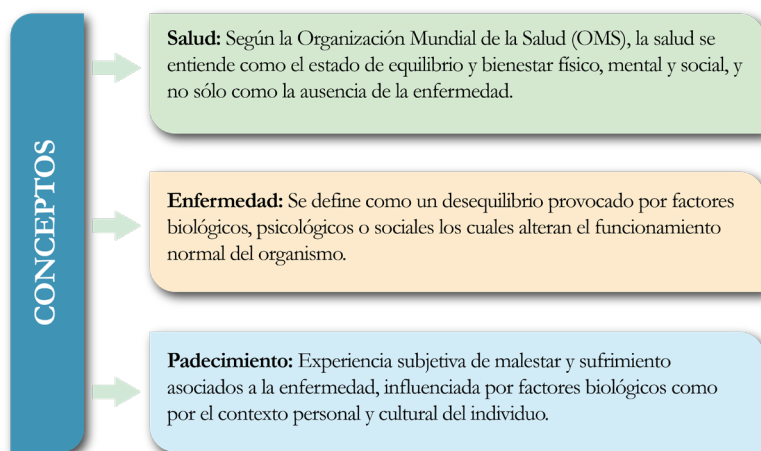 CONCEPTOS
Salud: Según la Organización Mundial de la Salud (OMS), la salud se
entiende como el estado de equilibrio y bienestar físico, mental y social, y
no sólo como la ausencia de la enfermedad.
Enfermedad: Se define como un desequilibrio provocado por factores
biológicos, psicológicos o sociales los cuales alteran el funcionamiento
normal del organismo.
Padecimiento: Experiencia subjetiva de malestar y sufrimiento
asociados a la enfermedad, influenciada por factores biológicos como
por el contexto personal y cultural del individuo.